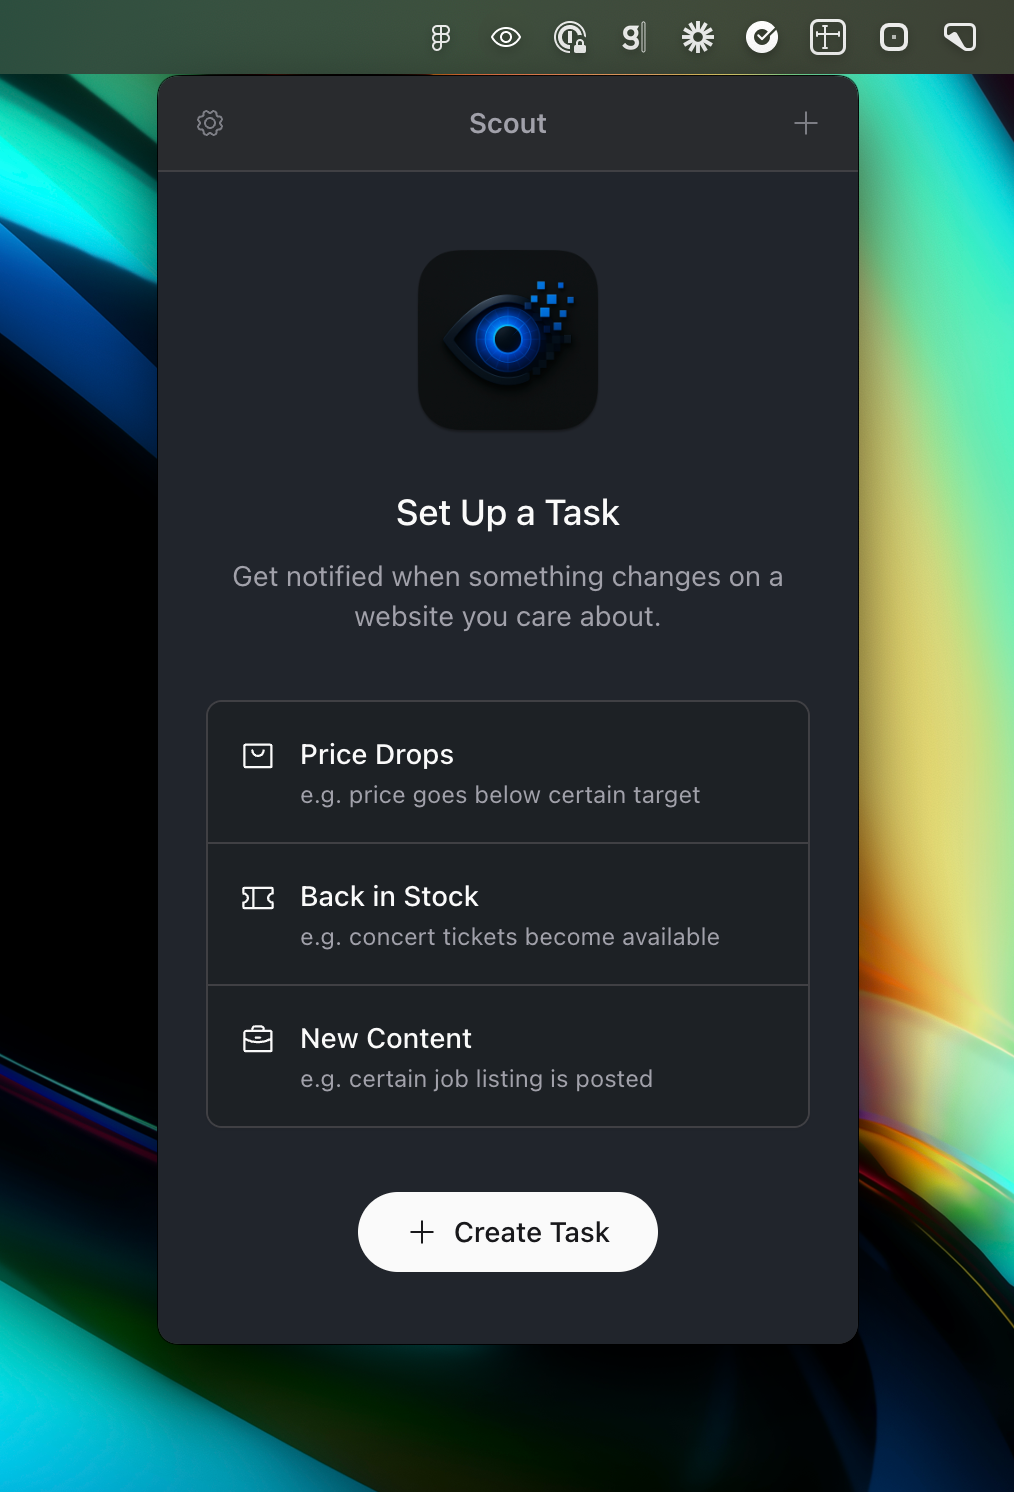 Scout
Set Up a Task
Get notified when something changes on a
website you care about.
Price Drops
e.g. price goes below certain target
Back in Stock
e.g. concert tickets become available
New Content
e.g. certain job listing is posted
Create Task